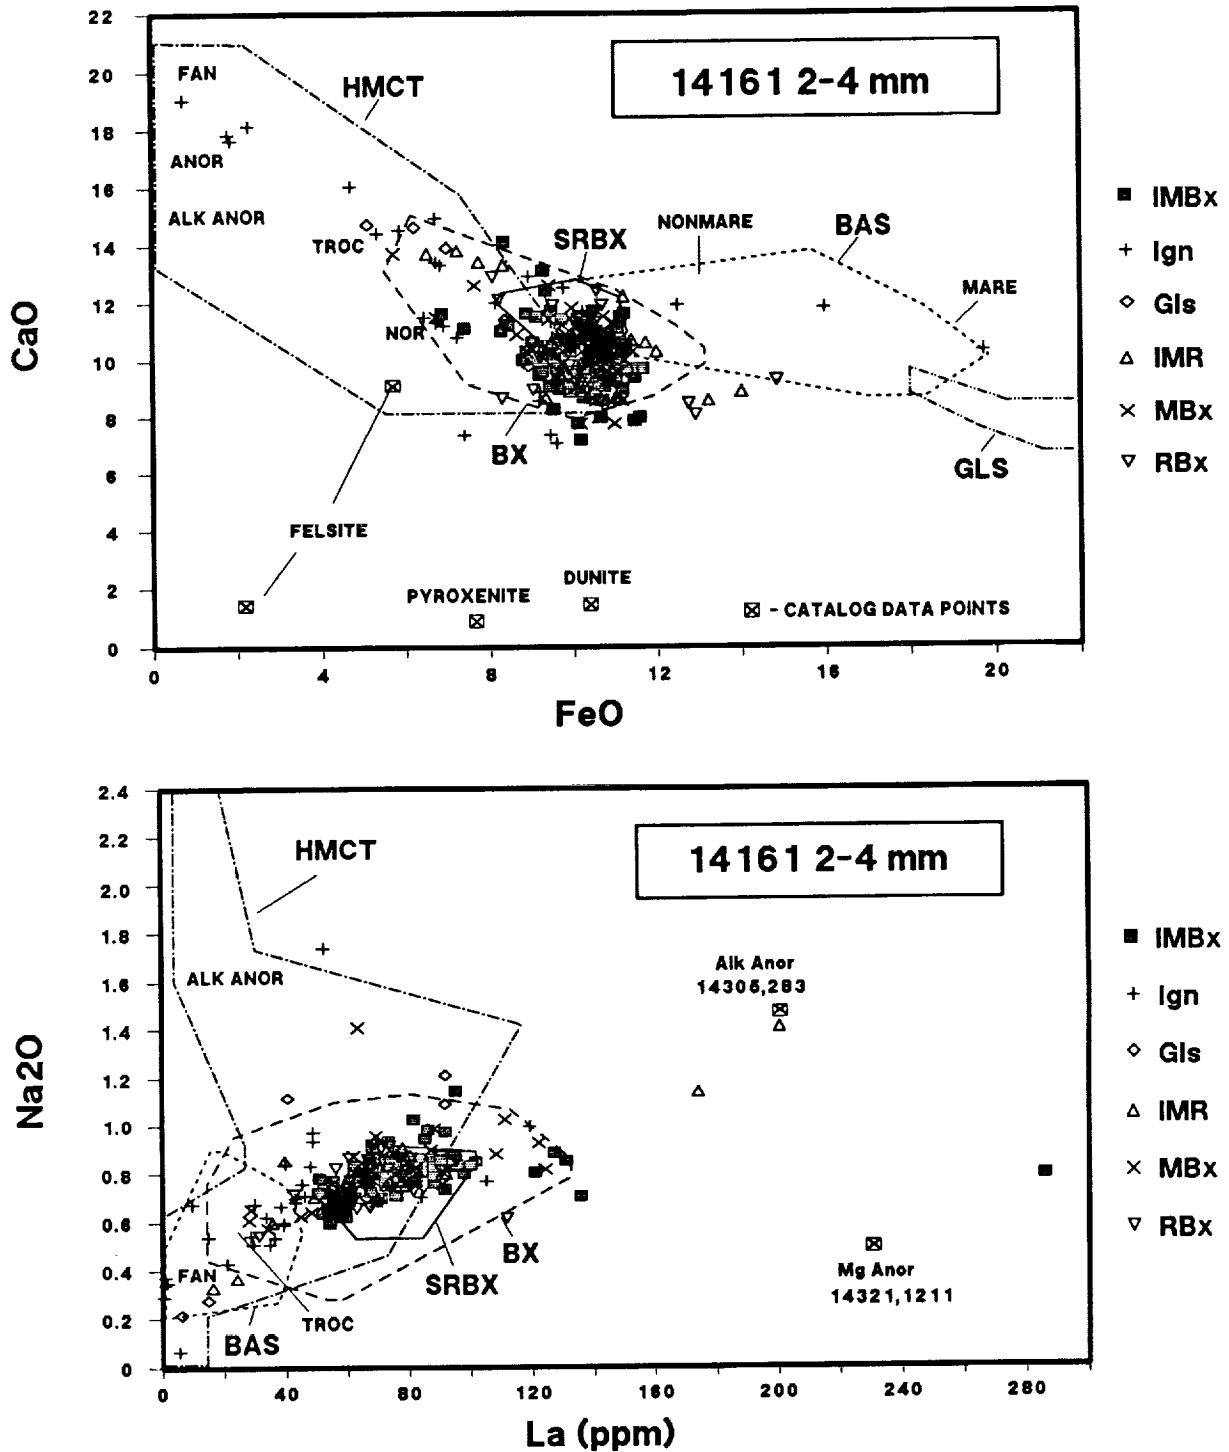 22
20
18
16
14
12
10
8
6
4
2
0
CaO
14161 2-4 mm
FAN
HMCT
ANOR
ALK ANOR
TROC
SRBX
NONMARE
BAS
MARE
NOR
BX
GLS
FELSITE
PYROXENITE
DUNITE
- CATALOG DATA POINTS
IMBx
Ign
Gls
IMR
MBx
RBx
0 4 8 12 16 20
FeO
2.4
2.2
2.0
1.8
1.6
1.4
1.2
1.0
0.8
0.6
0.4
0.2
0
Na2O
14161 2-4 mm
HMCT
ALK ANOR
Alk Anor
14305,283
FAN
BX
SRBX
Mg Anor
14321,1211
TROC
BAS
IMBx
Ign
Gls
IMR
MBx
RBx
0 40 80 120 160 200 240 280
La (ppm)